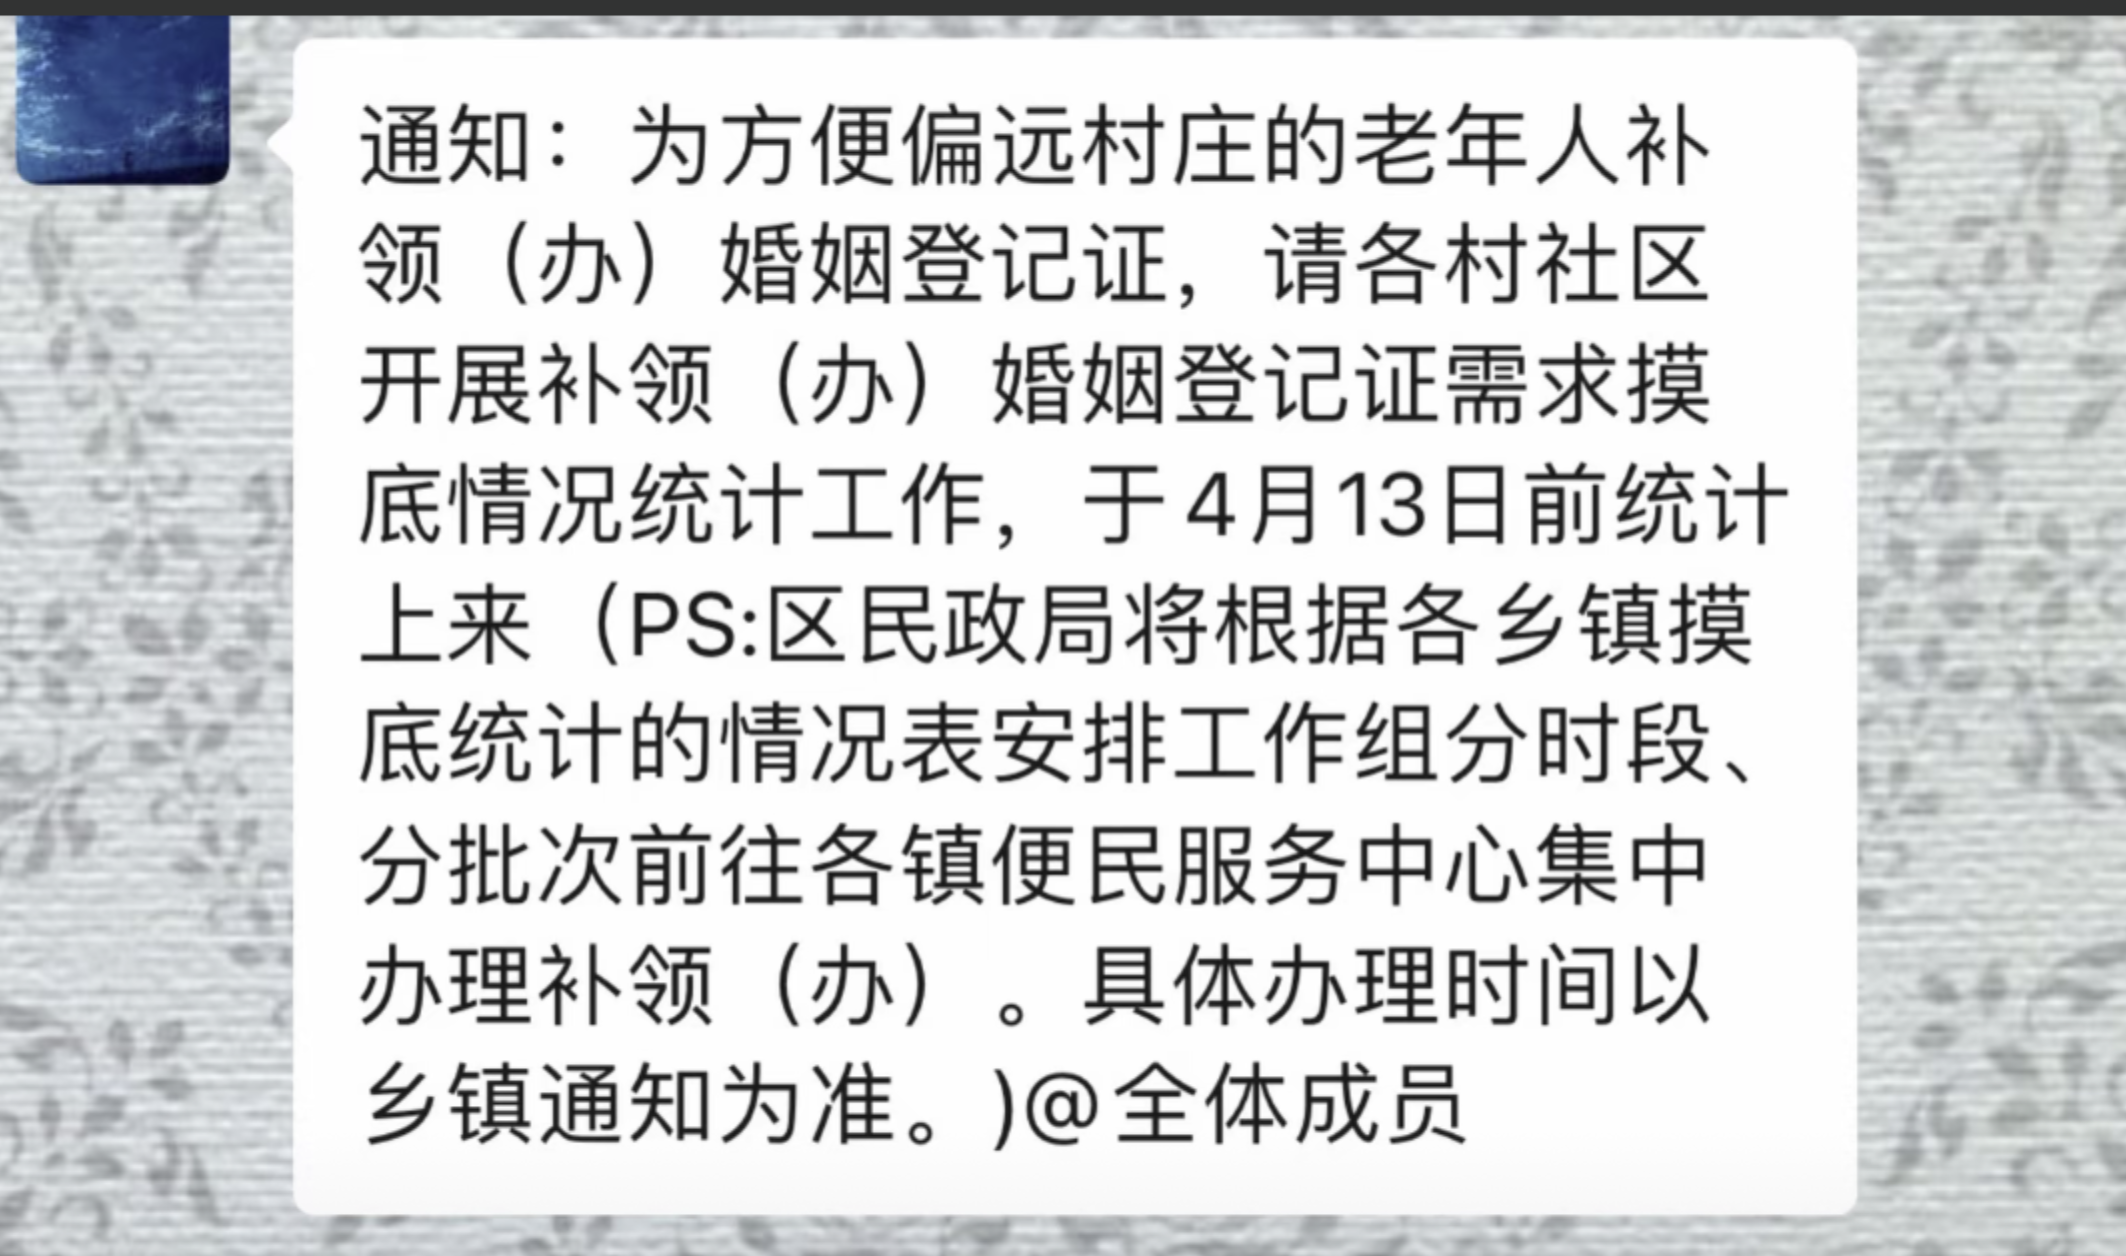 通知：为方便偏远村庄的老年人补
领（办）婚姻登记证，请各村社区
开展补领（办）婚姻登记证需求摸
底情况统计工作，于4月13日前统计
上来（PS:区民政局将根据各乡镇摸
底统计的情况表安排工作组分时段、
分批次前往各镇便民服务中心集中
办理补领（办）。具体办理时间以
乡镇通知为准。)@全体成员